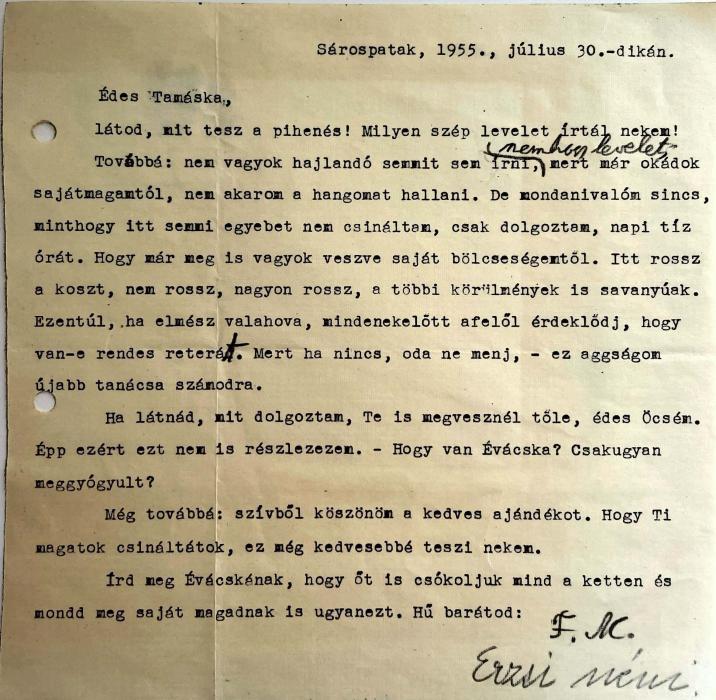 Sárospatak, 1955., július 30.-dikán.
Édes Tamáska,
látod, mit tesz a pihenés! Milyen szép levelet írtál nekem!
nemhogy levelet,
Továbbá: nem vagyok hajlandó semmit sem írni, mert már okádok
sajátmagamtól, nem akarom a hangomat hallani. De mondanivalóm sincs,
minthogy itt semmi egyebet nem csináltam, csak dolgoztam, napi tíz
órát. Hogy már meg is vagyok veszve saját bölcseségemtől. Itt rossz
a koszt, nem rossz, nagyon rossz, a többi körülmények is savanyúak.
Ezentúl, ha elmész valahova, mindenekelőtt afelől érdeklődj, hogy
van-e rendes reterát. Mert ha nincs, oda ne menj, - ez aggságom
újabb tanácsa számodra.
Ha látnád, mit dolgoztam, Te is megvesznél tőle, édes Öcsém.
Épp ezért ezt nem is részlezezem. - Hogy van Évácska? Csakugyan
meggyógyult?
Még továbbá: szívből köszönöm a kedves ajándékot. Hogy Ti
magatok csináltátok, ez még kedvesebbé teszi nekem.
Írd meg Évácskának, hogy őt is csókoljuk mind a ketten és
mondd meg saját magadnak is ugyanezt. Hű barátod:
F. M.
Erzsi néni.